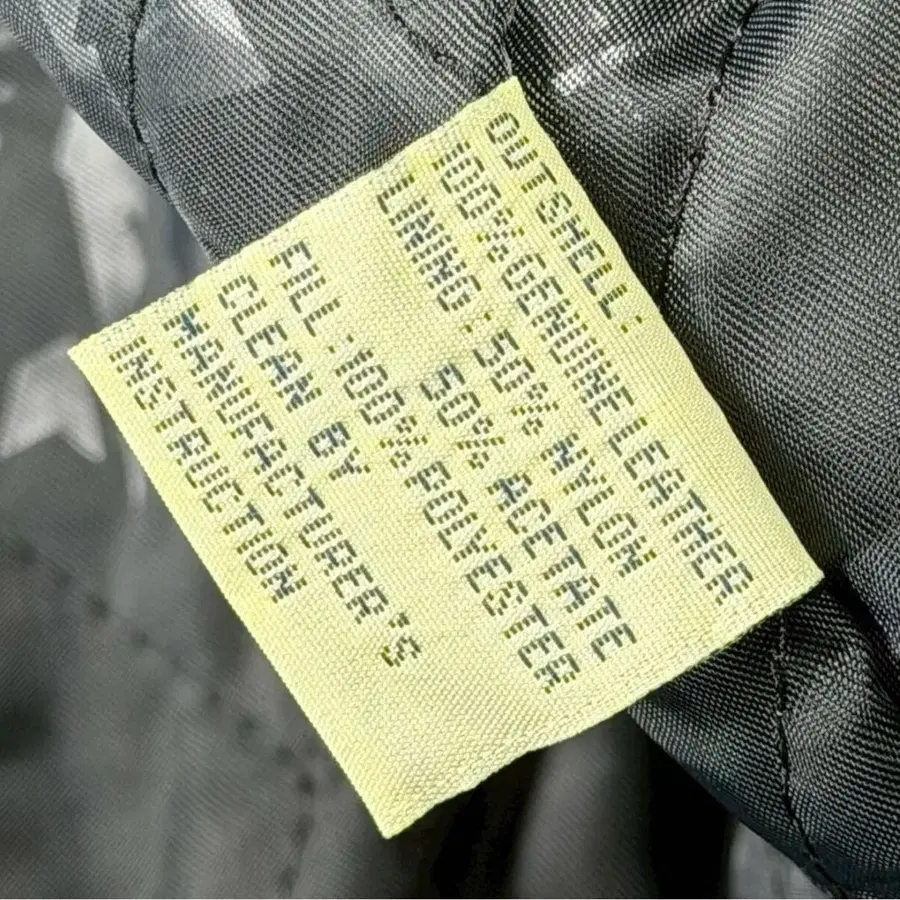 OUTSHELL:
100% GENUINE LEATHER
LINING: 50% NYLON
50% ACETATE
FILL: 100% POLYESTER
CLEAN BY
MANUFACTURER'S
INSTRUCTION